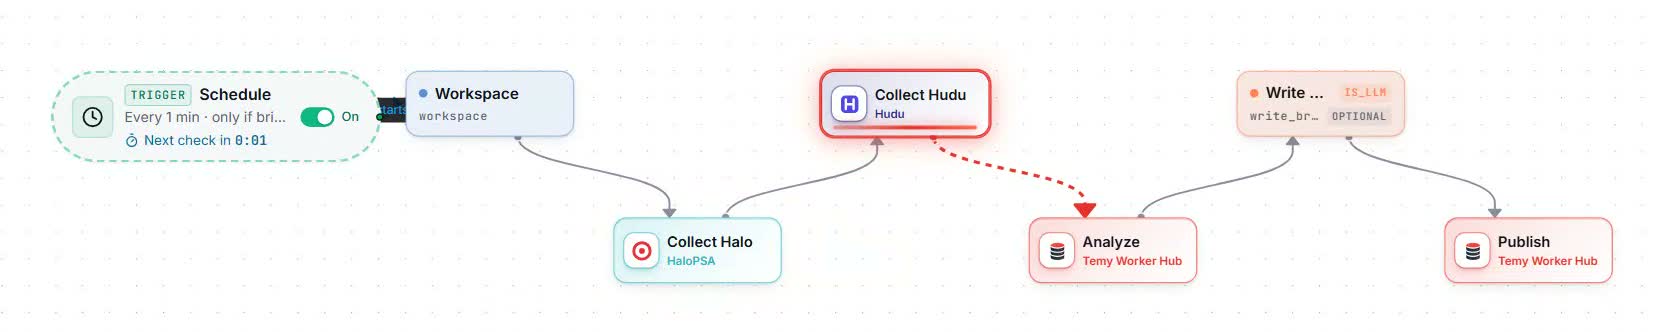 TRIGGER Schedule
Every 1 min · only if bri...
On
Next check in 0:01
starts
Workspace
workspace
Collect Halo
HaloPSA
Collect Hudu
Hudu
Analyze
Temy Worker Hub
Write ... IS_LLM
write_br... OPTIONAL
Publish
Temy Worker Hub